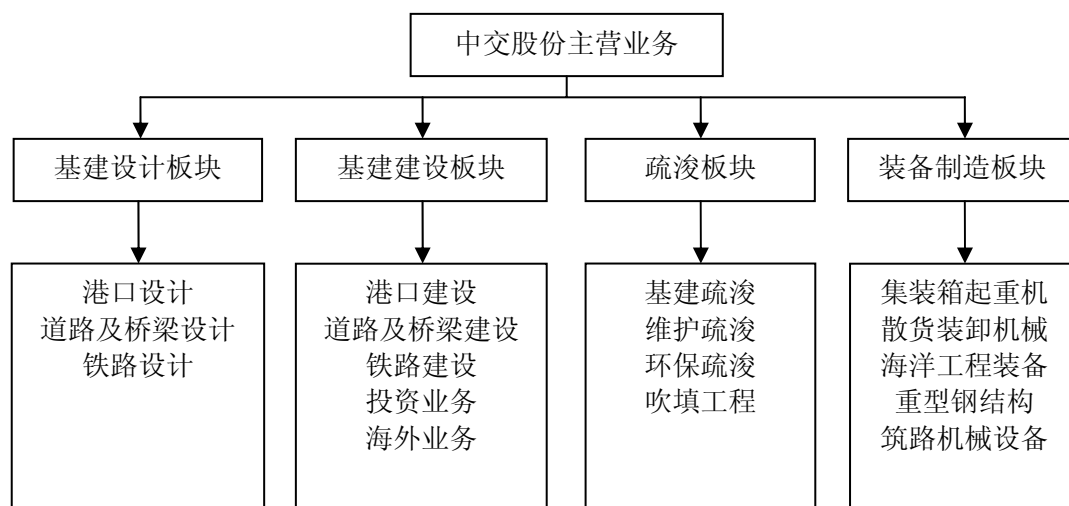 中交股份主营业务
基建设计板块
基建建设板块
疏浚板块
装备制造板块
港口设计
道路及桥梁设计
铁路设计
港口建设
道路及桥梁建设
铁路建设
投资业务
海外业务
基建疏浚
维护疏浚
环保疏浚
吹填工程
集装箱起重机
散货装卸机械
海洋工程装备
重型钢结构
筑路机械设备